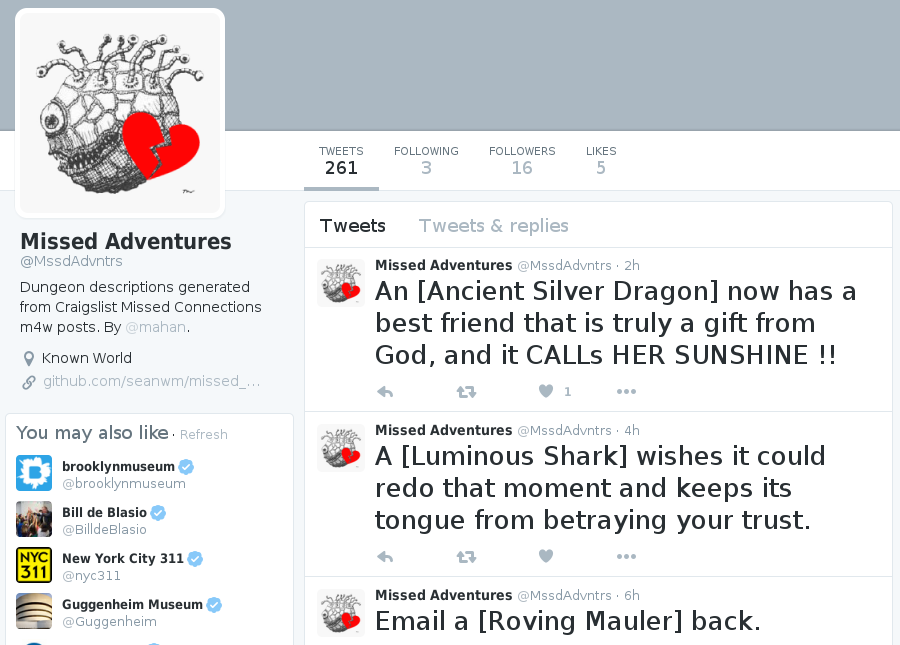 TWEETS
261
FOLLOWING
3
FOLLOWERS
16
LIKES
5
Missed Adventures
@MssdAdvntrs
Dungeon descriptions generated
from Craigslist Missed Connections
m4w posts. By @mahan.
Known World
github.com/seanwm/missed_...
You may also like · Refresh
brooklynmuseum
@brooklynmuseum
Bill de Blasio
@BilldeBlasio
NYC
311
New York City 311
@nyc311
Guggenheim Museum
@Guggenheim
Tweets
Tweets & replies
Missed Adventures @MssdAdvntrs · 2h
An [Ancient Silver Dragon] now has a
best friend that is truly a gift from
God, and it CALLs HER SUNSHINE !!
1
Missed Adventures @MssdAdvntrs · 4h
A [Luminous Shark] wishes it could
redo that moment and keeps its
tongue from betraying your trust.
Missed Adventures @MssdAdvntrs · 6h
Email a [Roving Mauler] back.